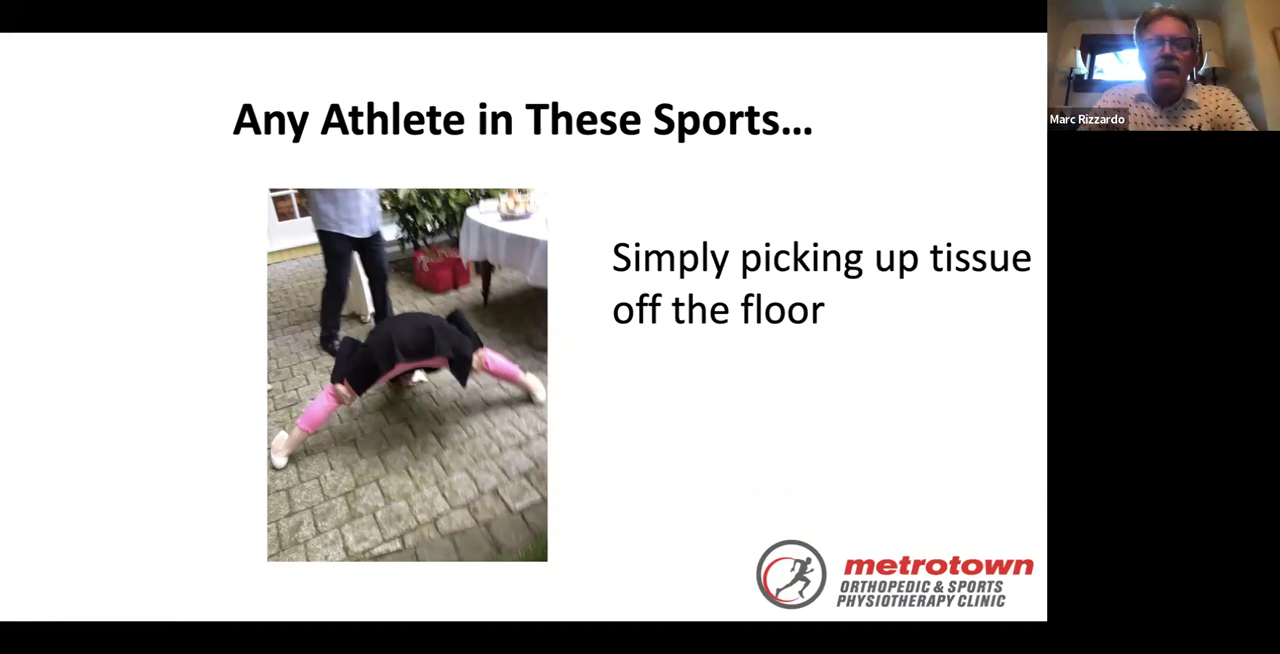 Any Athlete in These Sports...
Simply picking up tissue
off the floor
metrotown
ORTHOPEDIC & SPORTS
PHYSIOTHERAPY CLINIC
Marc Rizzardo